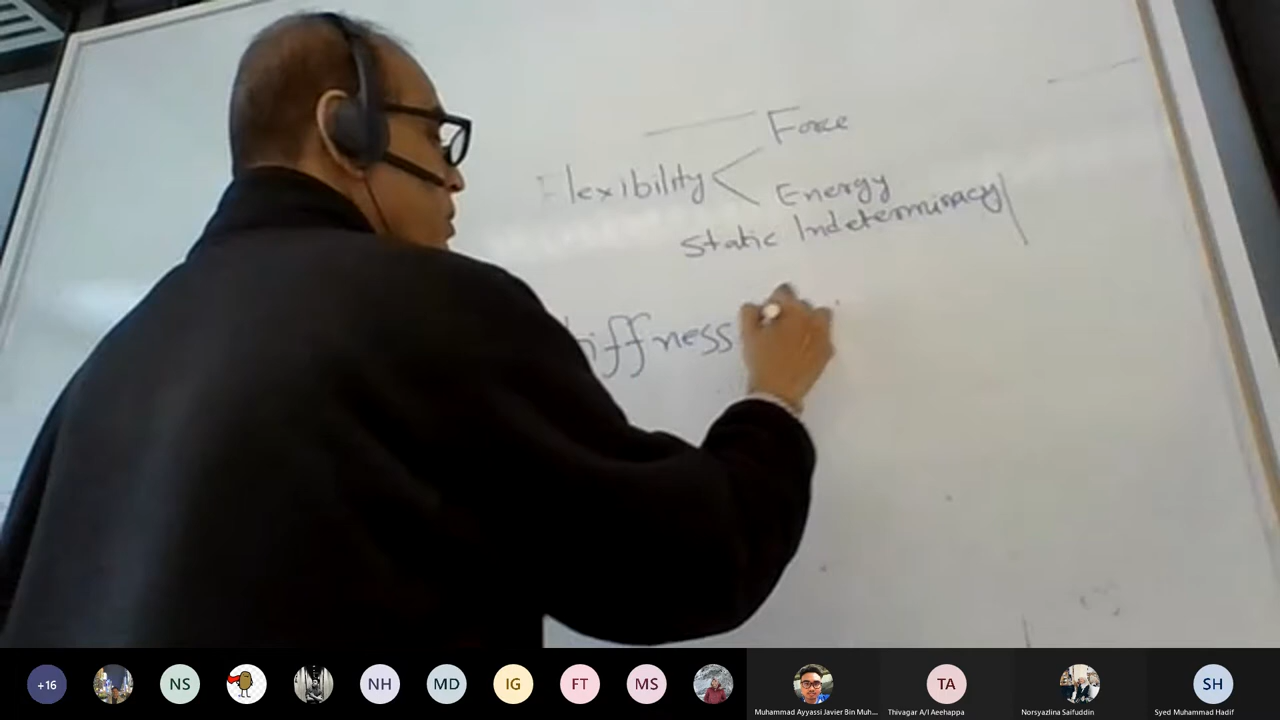 Force
Flexibility <
Energy
Static Indeterminacy
iffness
+16
NS
NH
MD
IG
FT
MS
TA
SH
Muhammad Ayyassi Javier Bin Muh...
Thivagar A/l Aeehappa
Norsyazlina Saifuddin
Syed Muhammad Hadif